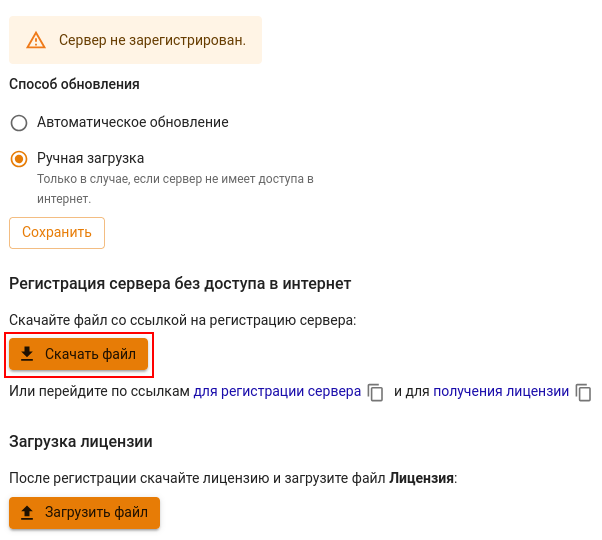 Сервер не зарегистрирован.
Способ обновления
Автоматическое обновление
Ручная загрузка
Только в случае, если сервер не имеет доступа в
интернет.
Сохранить
Регистрация сервера без доступа в интернет
Скачайте файл со ссылкой на регистрацию сервера:
Скачать файл
Или перейдите по ссылкам для регистрации сервера и для получения лицензии
Загрузка лицензии
После регистрации скачайте лицензию и загрузите файл Лицензия:
Загрузить файл